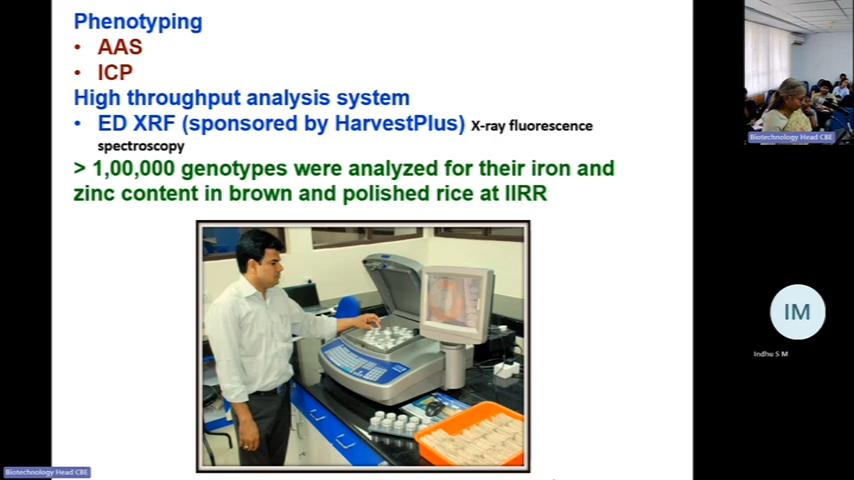 Phenotyping
• AAS
• ICP
High throughput analysis system
• ED XRF (sponsored by HarvestPlus) X-ray fluorescence
spectroscopy
> 1,00,000 genotypes were analyzed for their iron and
zinc content in brown and polished rice at IIRR
Biotechnology Head CBE
IM
Indhu S M
Biotechnology Head CBE